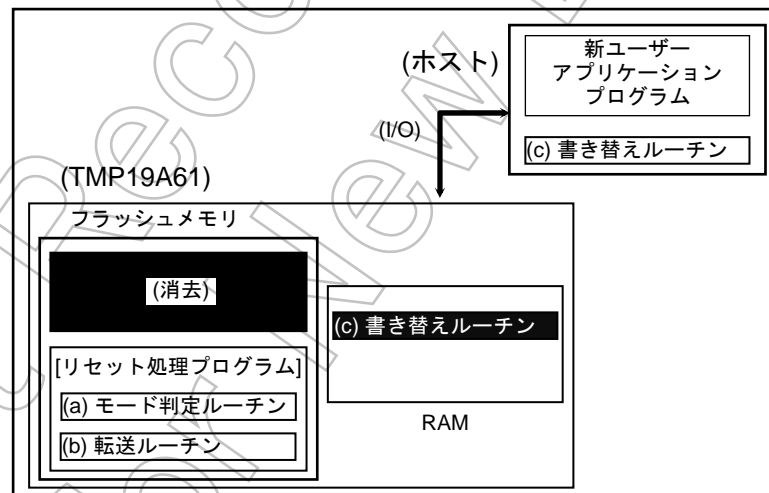 (ホスト)
新ユーザー
アプリケーション
プログラム
(I/O)
(c) 書き替えルーチン
(TMP19A61)
フラッシュメモリ
(消去)
(c) 書き替えルーチン
[リセット処理プログラム]
(a) モード判定ルーチン
(b) 転送ルーチン
RAM